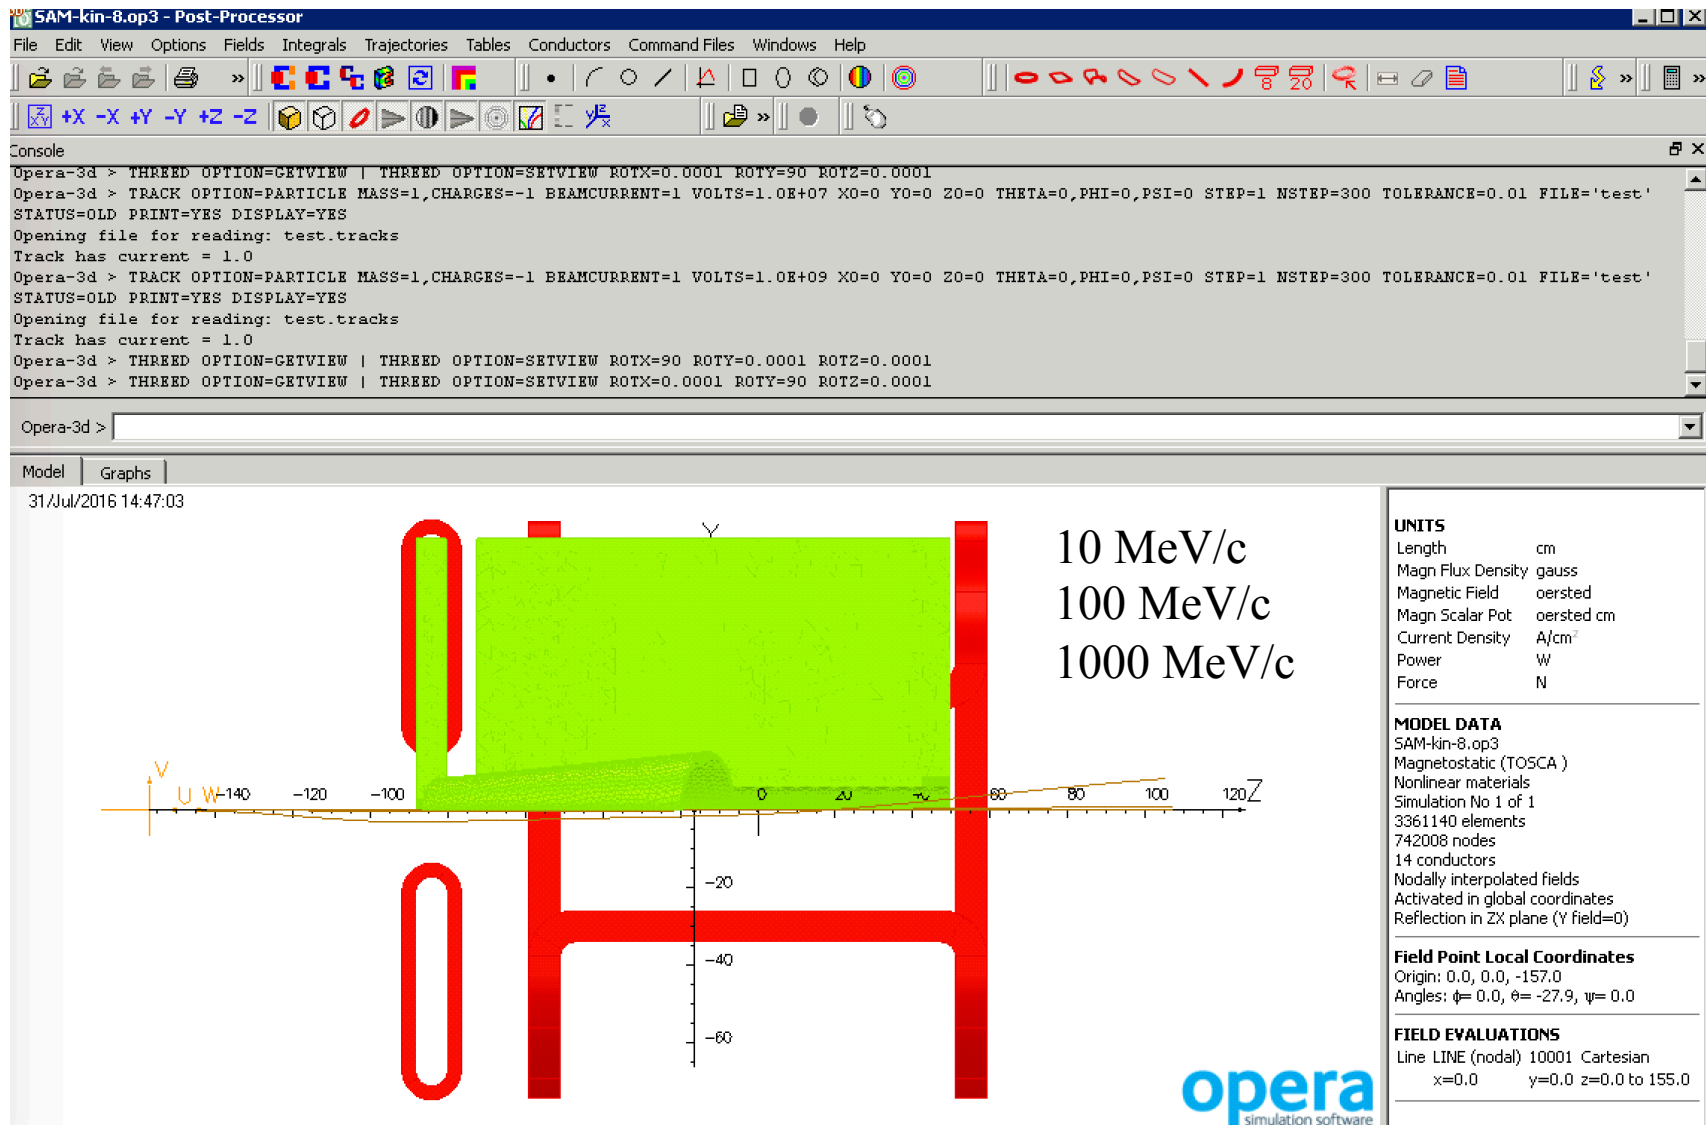 SAM-kin-8.op3 - Post-Processor
File Edit View Options Fields Integrals Trajectories Tables Conductors Command Files Windows Help
8 20
+X -X +Y -Y +Z -Z
Console
Opera-3d > THREED OPTION=GETVIEW | THREED OPTION=SETVIEW ROTX=0.0001 ROTY=90 ROTZ=0.0001
Opera-3d > TRACK OPTION=PARTICLE MASS=1,CHARGES=-1 BEAMCURRENT=1 VOLTS=1.0E+07 X0=0 Y0=0 Z0=0 THETA=0,PHI=0,PSI=0 STEP=1 NSTEP=300 TOLERANCE=0.01 FILE='test'
STATUS=OLD PRINT=YES DISPLAY=YES
Opening file for reading: test.tracks
Track has current = 1.0
Opera-3d > TRACK OPTION=PARTICLE MASS=1,CHARGES=-1 BEAMCURRENT=1 VOLTS=1.0E+09 X0=0 Y0=0 Z0=0 THETA=0,PHI=0,PSI=0 STEP=1 NSTEP=300 TOLERANCE=0.01 FILE='test'
STATUS=OLD PRINT=YES DISPLAY=YES
Opening file for reading: test.tracks
Track has current = 1.0
Opera-3d > THREED OPTION=GETVIEW | THREED OPTION=SETVIEW ROTX=90 ROTY=0.0001 ROTZ=0.0001
Opera-3d > THREED OPTION=GETVIEW | THREED OPTION=SETVIEW ROTX=0.0001 ROTY=90 ROTZ=0.0001
Opera-3d >
Model Graphs
31/Jul/2016 14:47:03
Y
10 MeV/c
100 MeV/c
1000 MeV/c
V
U W -140 -120 -100 0 20 80 100 120 Z
-20
-40
-60
opera
simulation software
UNITS
Length cm
Magn Flux Density gauss
Magnetic Field oersted
Magn Scalar Pot oersted cm
Current Density A/cm²
Power W
Force N
MODEL DATA
SAM-kin-8.op3
Magnetostatic (TOSCA )
Nonlinear materials
Simulation No 1 of 1
3361140 elements
742008 nodes
14 conductors
Nodally interpolated fields
Activated in global coordinates
Reflection in ZX plane (Y field=0)
Field Point Local Coordinates
Origin: 0.0, 0.0, -157.0
Angles: ϕ= 0.0, θ= -27.9, ψ= 0.0
FIELD EVALUATIONS
Line LINE (nodal) 10001 Cartesian
x=0.0 y=0.0 z=0.0 to 155.0